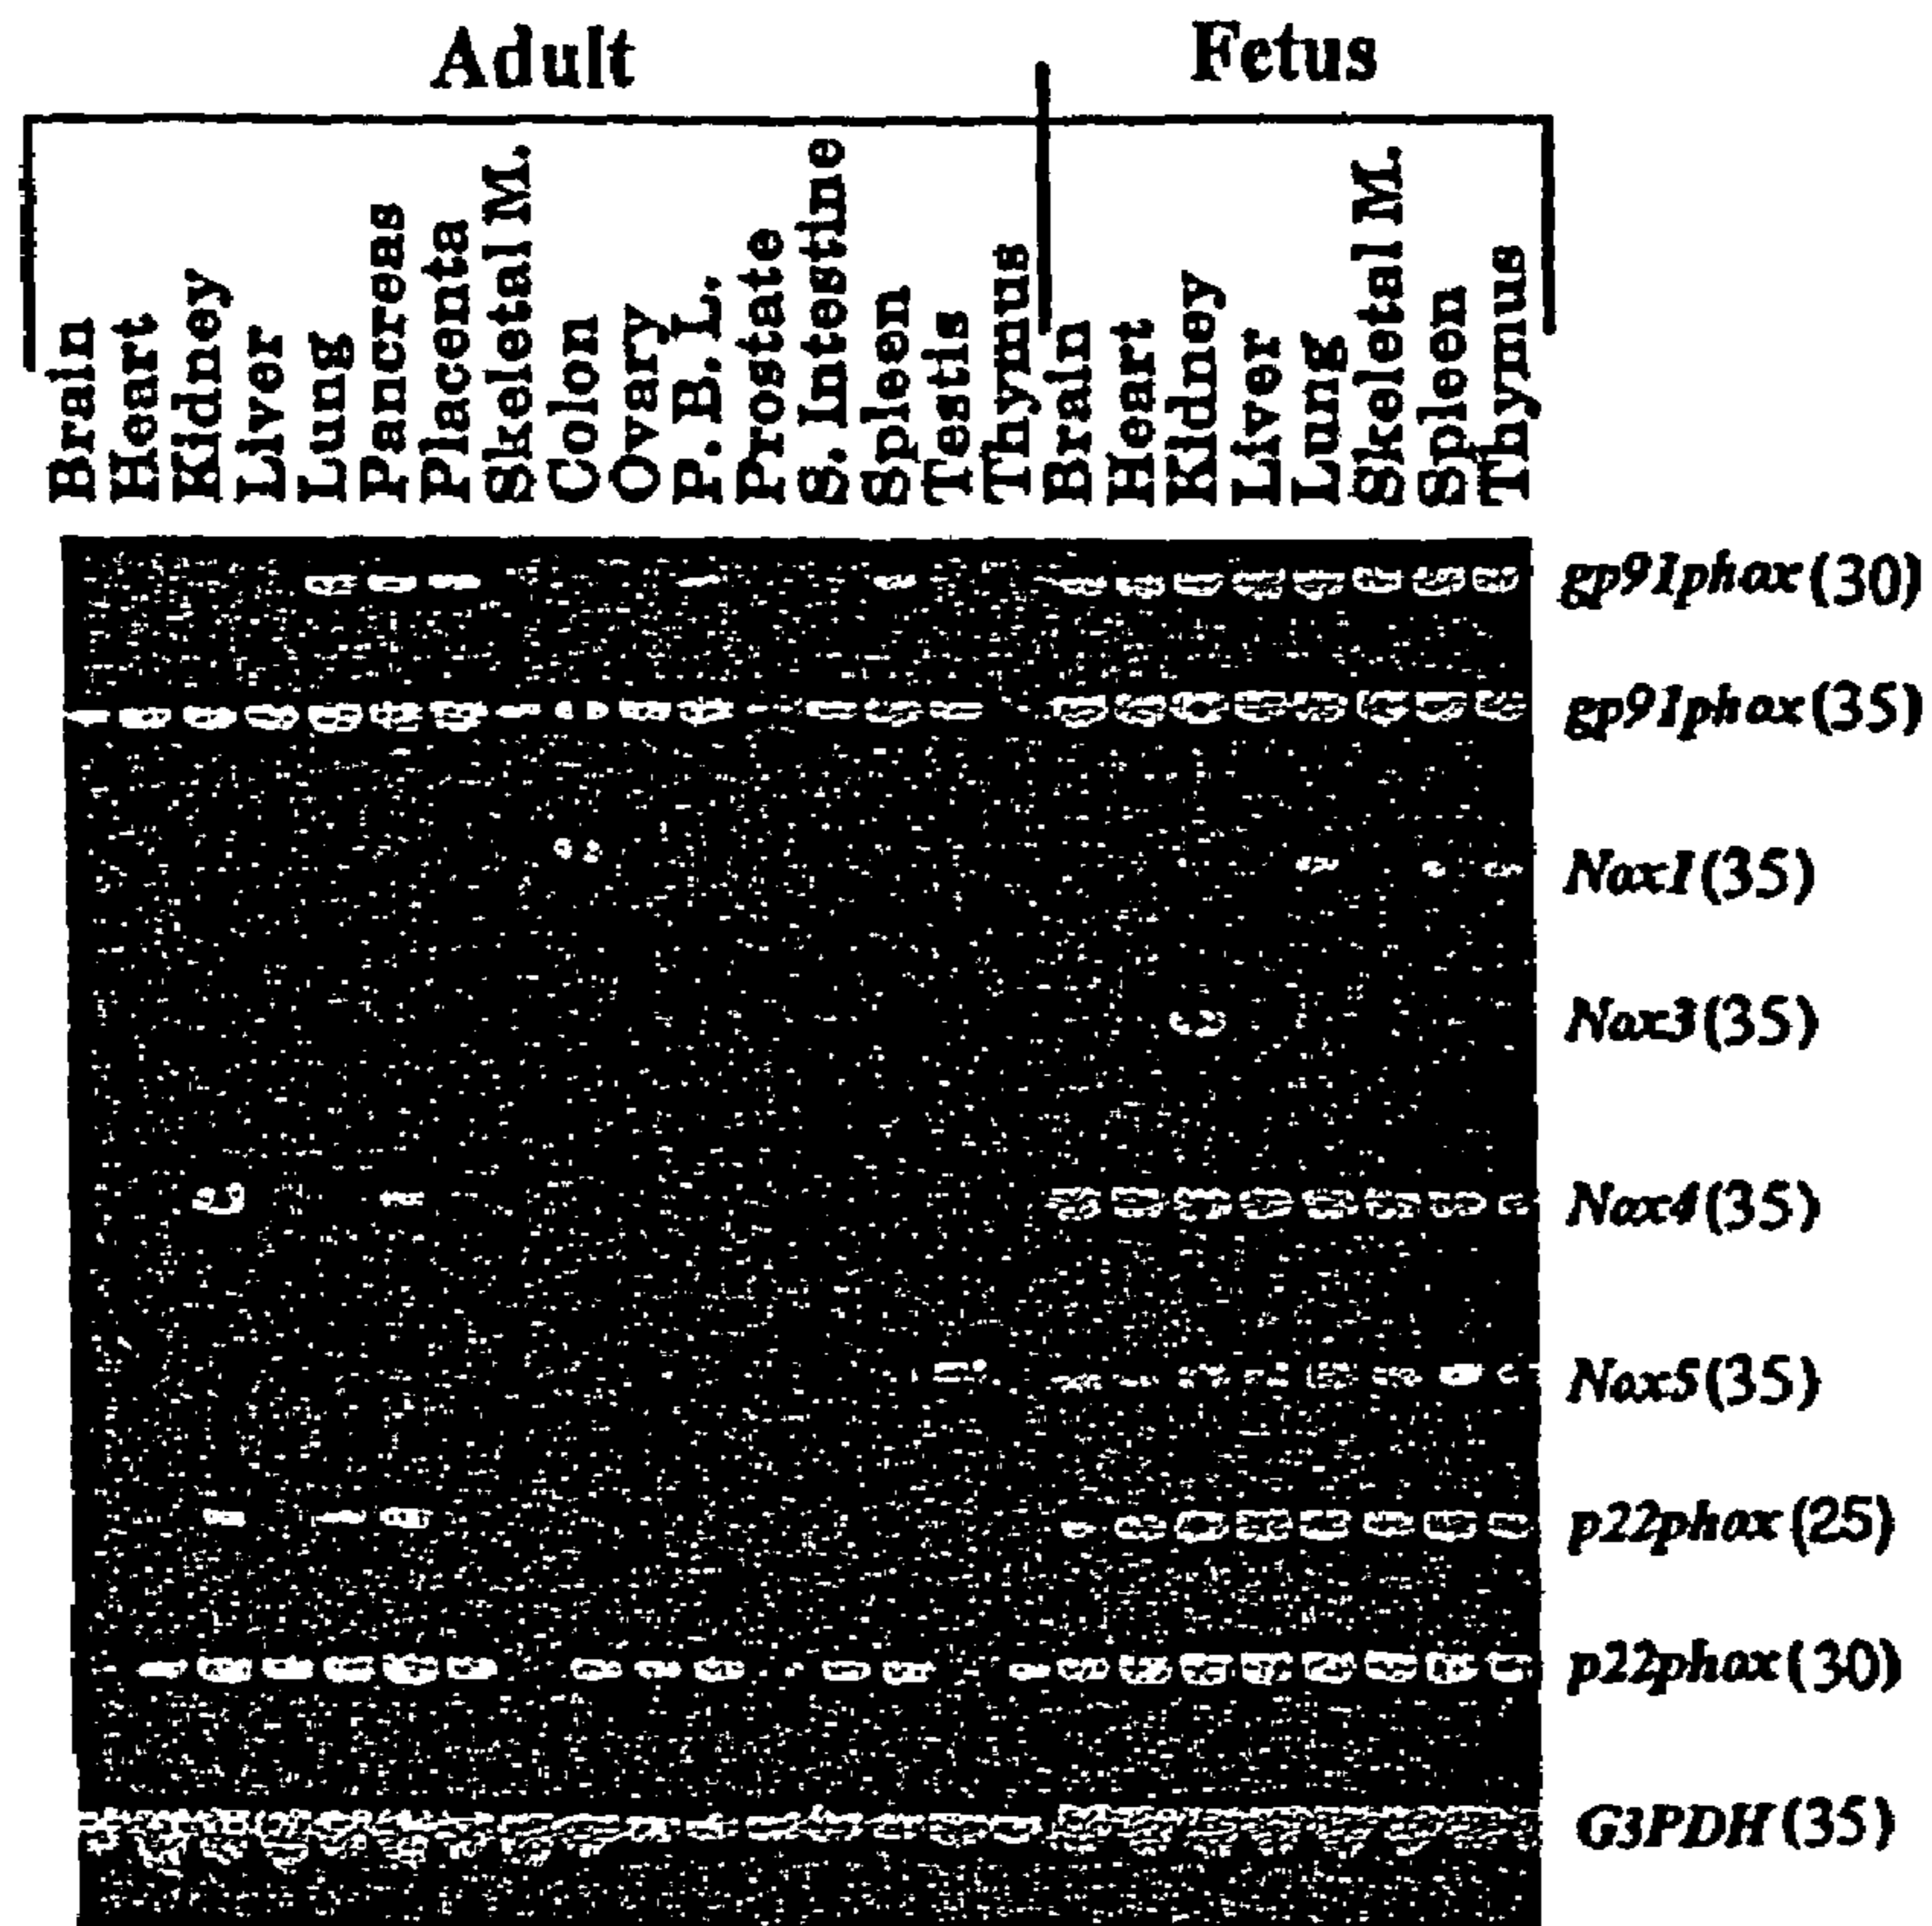 Adult Fetus
Brain
Heart
Kidney
Liver
Lung
Pancreas
Placenta
Skeletal M.
Colon
Ovary
P.B.L.
Prostate
S. Intestine
Spleen
Testis
Thymus
Brain
Heart
Kidney
Liver
Lung
Skeletal M.
Spleen
Thymus
gp91phox (30)
gp91phox (35)
Nox1 (35)
Nox3 (35)
Nox4 (35)
Nox5 (35)
p22phox (25)
p22phox (30)
G3PDH (35)